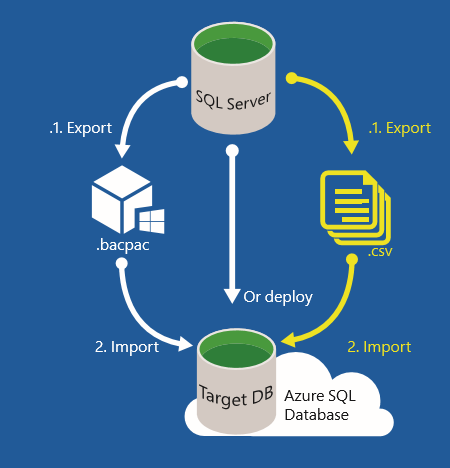 SQL Server
.1. Export
.1. Export
.bacpac
.csv
Or deploy
2. Import
2. Import
Target DB
Azure SQL
Database